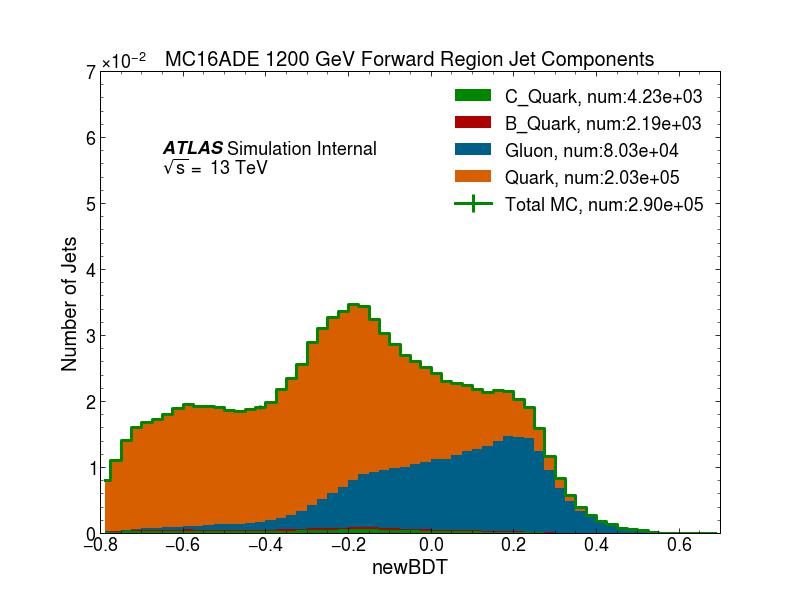 ×10⁻²
MC16ADE 1200 GeV Forward Region Jet Components
C_Quark, num:4.23e+03
B_Quark, num:2.19e+03
Gluon, num:8.03e+04
Quark, num:2.03e+05
Total MC, num:2.90e+05
ATLAS Simulation Internal
√s = 13 TeV
Number of Jets
7
6
5
4
3
2
1
0
−0.8 −0.6 −0.4 −0.2 0.0 0.2 0.4 0.6
newBDT